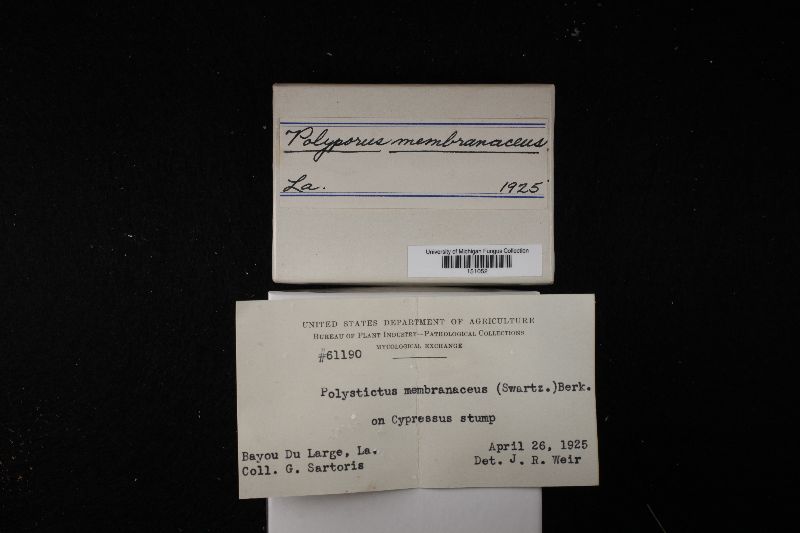 Polyporus membranaceus
La. 1925
University of Michigan Fungus Collection
151052
UNITED STATES DEPARTMENT OF AGRICULTURE
BUREAU OF PLANT INDUSTRY—PATHOLOGICAL COLLECTIONS
MYCOLOGICAL EXCHANGE
#61190
Polystictus membranaceus (Swartz.)Berk.
on Cypressus stump
Bayou Du Large, La. April 26, 1925
Coll. G. Sartoris Det. J. R. Weir